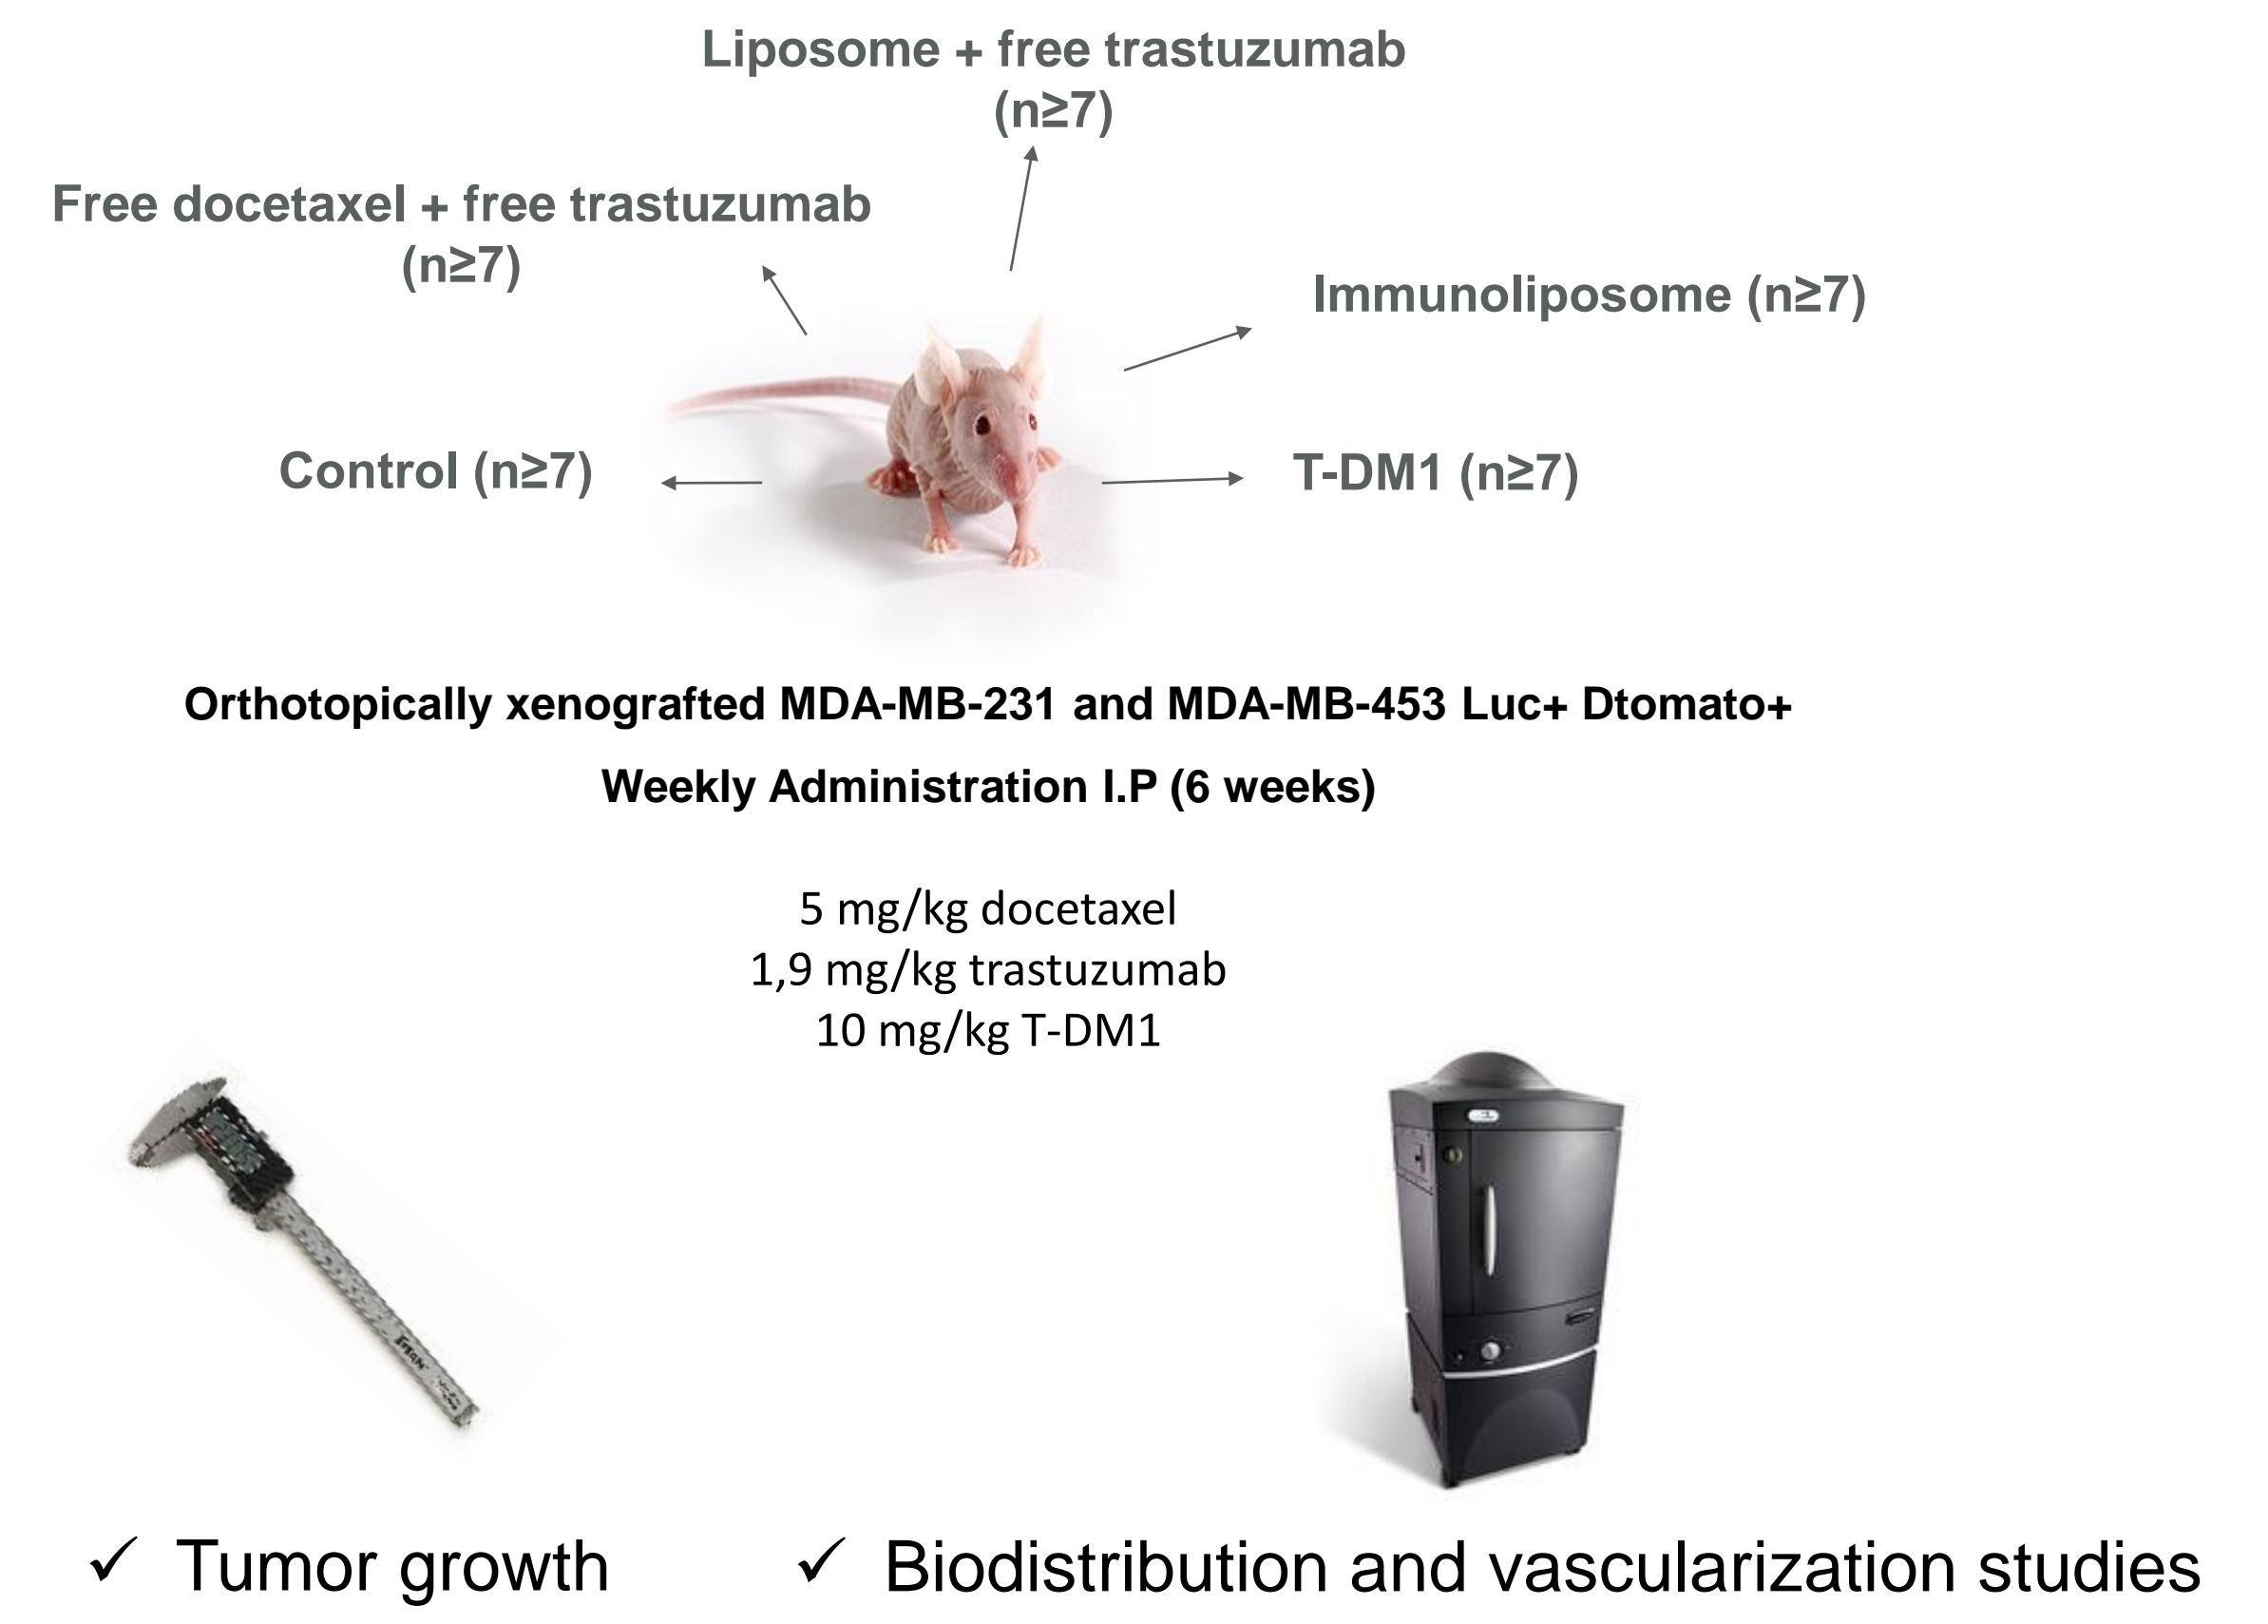 Liposome + free trastuzumab
(n≥7)
Free docetaxel + free trastuzumab
(n≥7)
Immunoliposome (n≥7)
Control (n≥7)
T-DM1 (n≥7)
Orthotopically xenografted MDA-MB-231 and MDA-MB-453 Luc+ Dtomato+
Weekly Administration I.P (6 weeks)
5 mg/kg docetaxel
1,9 mg/kg trastuzumab
10 mg/kg T-DM1
✓ Tumor growth
✓ Biodistribution and vascularization studies